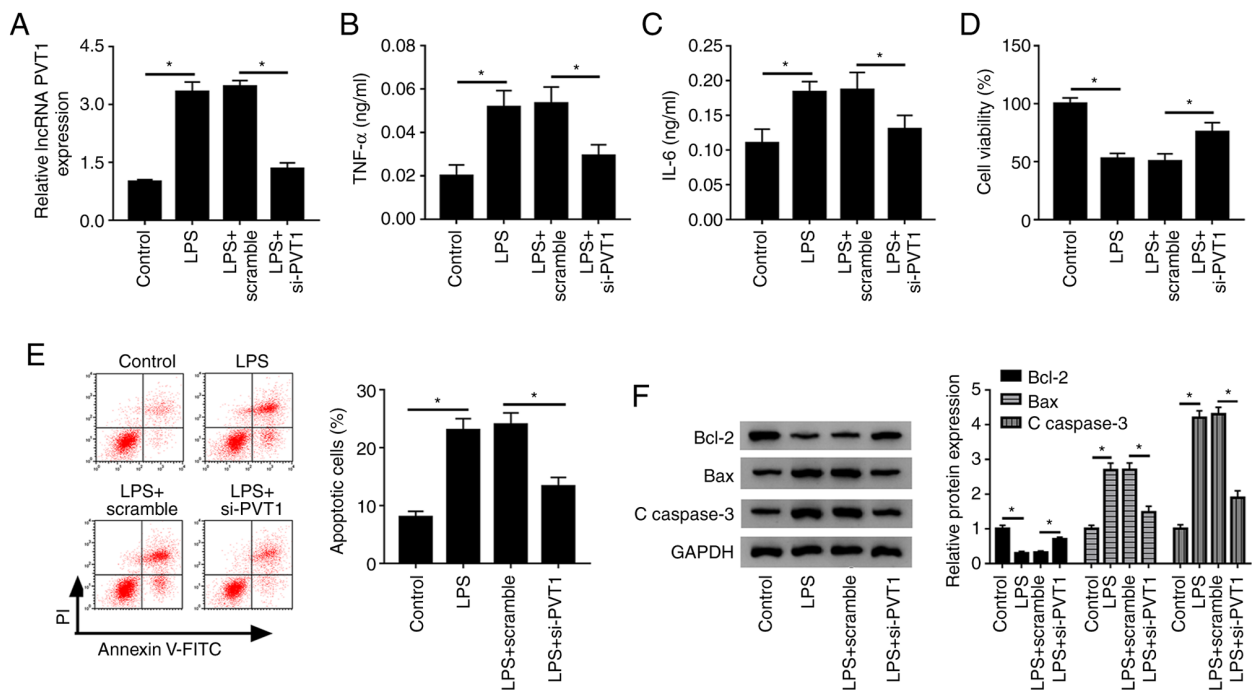 A
Relative lncRNA PVT1
expression
4.5
3.0
1.5
0.0
*
*
Control
LPS
LPS+
scramble
LPS+
si-PVT1
B
TNF-α (ng/ml)
0.08
0.06
0.04
0.02
0.00
*
*
Control
LPS
LPS+
scramble
LPS+
si-PVT1
C
IL-6 (ng/ml)
0.25
0.20
0.15
0.10
0.05
0.00
*
*
Control
LPS
LPS+
scramble
LPS+
si-PVT1
D
Cell viability (%)
150
100
50
0
*
*
Control
LPS
LPS+
scramble
LPS+
si-PVT1
E
Control
LPS
LPS+
scramble
LPS+
si-PVT1
PI
Annexin V-FITC
Apoptotic cells (%)
30
20
10
0
*
*
Control
LPS
LPS+scramble
LPS+si-PVT1
F
Bcl-2
Bax
C caspase-3
GAPDH
Control
LPS
LPS+scramble
LPS+si-PVT1
Relative protein expression
5
4
3
2
1
0
Bcl-2
Bax
C caspase-3
*
*
*
*
*
*
Control
LPS
LPS+scramble
LPS+si-PVT1
Control
LPS
LPS+scramble
LPS+si-PVT1
Control
LPS
LPS+scramble
LPS+si-PVT1